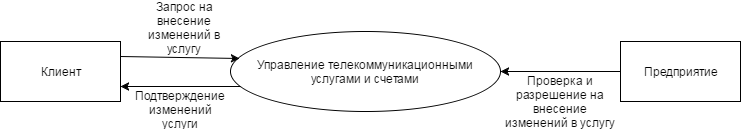 Запрос на
внесение
изменений в
услугу
Клиент
Управление телекоммуникационными
услугами и счетами
Предприятие
Подтверждение
изменений
услуги
Проверка и
разрешение на
внесение
изменений в услугу